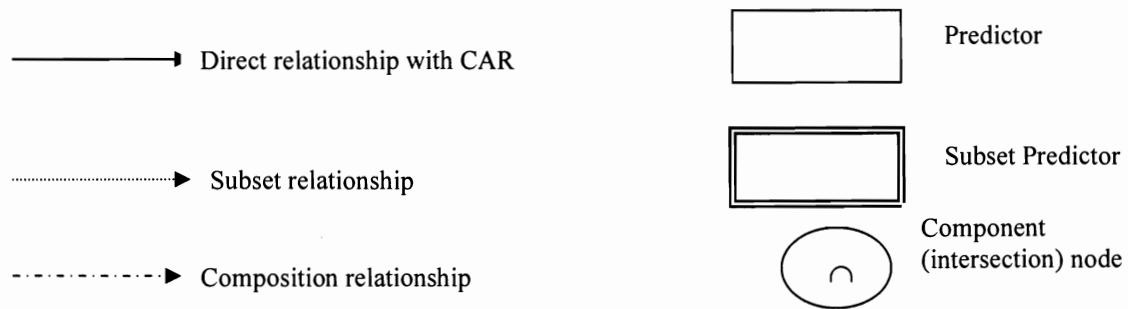 Direct relationship with CAR
Subset relationship
Composition relationship
Predictor
Subset Predictor
Component
(intersection) node
∩